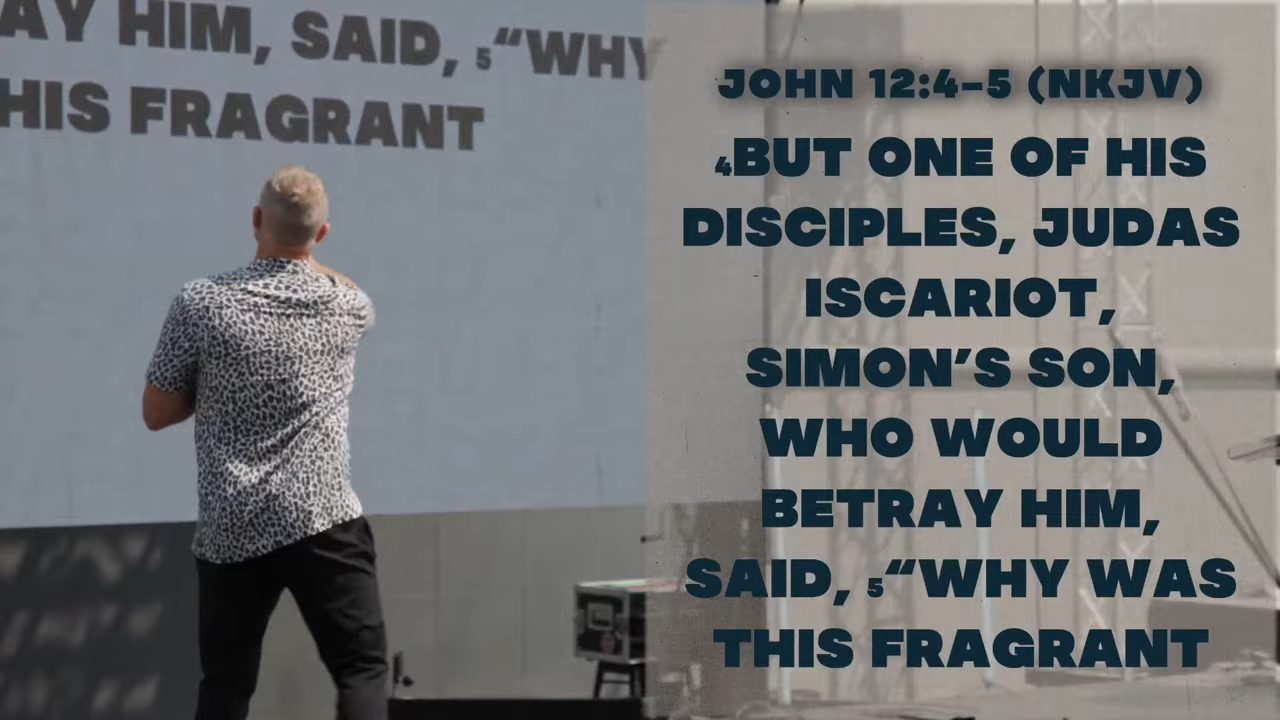 AY HIM, SAID, 5“WHY
HIS FRAGRANT
JOHN 12:4-5 (NKJV)
4BUT ONE OF HIS
DISCIPLES, JUDAS
ISCARIOT,
SIMON’S SON,
WHO WOULD
BETRAY HIM,
SAID, 5“WHY WAS
THIS FRAGRANT